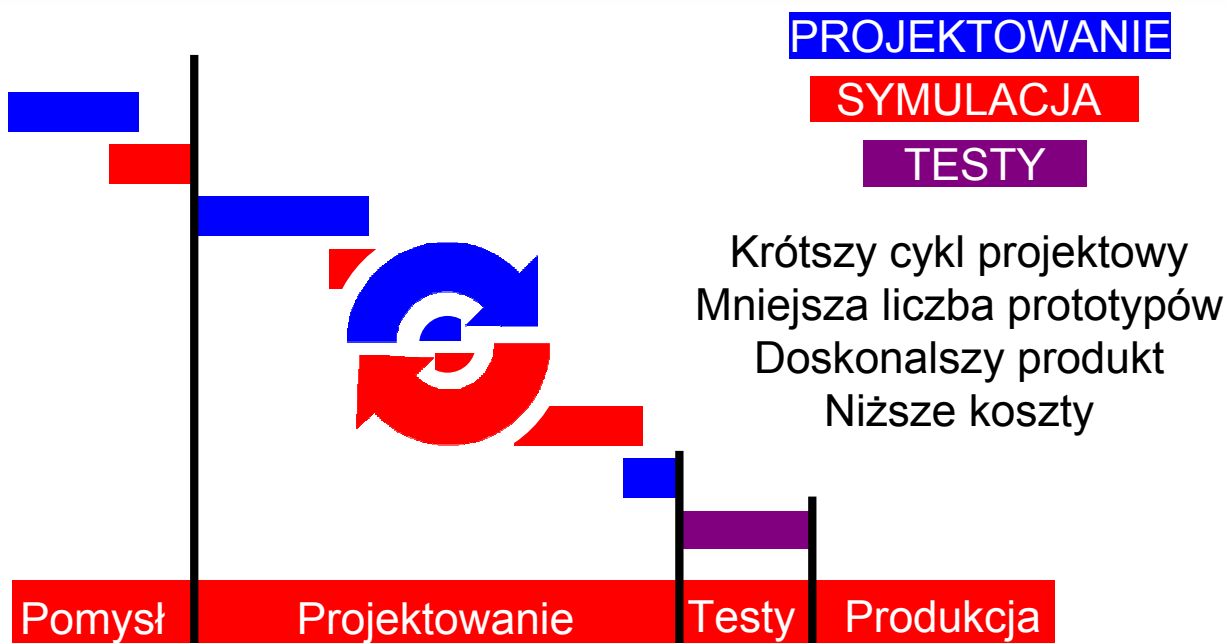 PROJEKTOWANIE
SYMULACJA
TESTY
Krótszy cykl projektowy
Mniejsza liczba prototypów
Doskonalszy produkt
Niższe koszty
Pomysł
Projektowanie
Testy
Produkcja